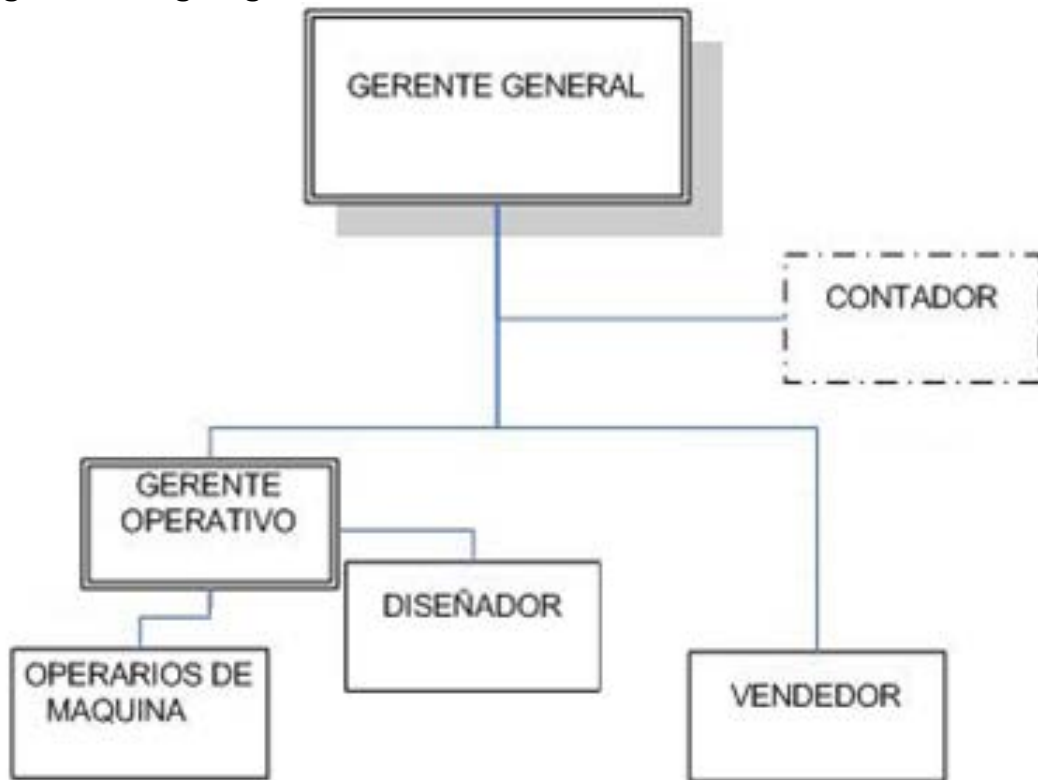 GERENTE GENERAL
CONTADOR
GERENTE
OPERATIVO
DISEÑADOR
OPERARIOS DE
MAQUINA
VENDEDOR